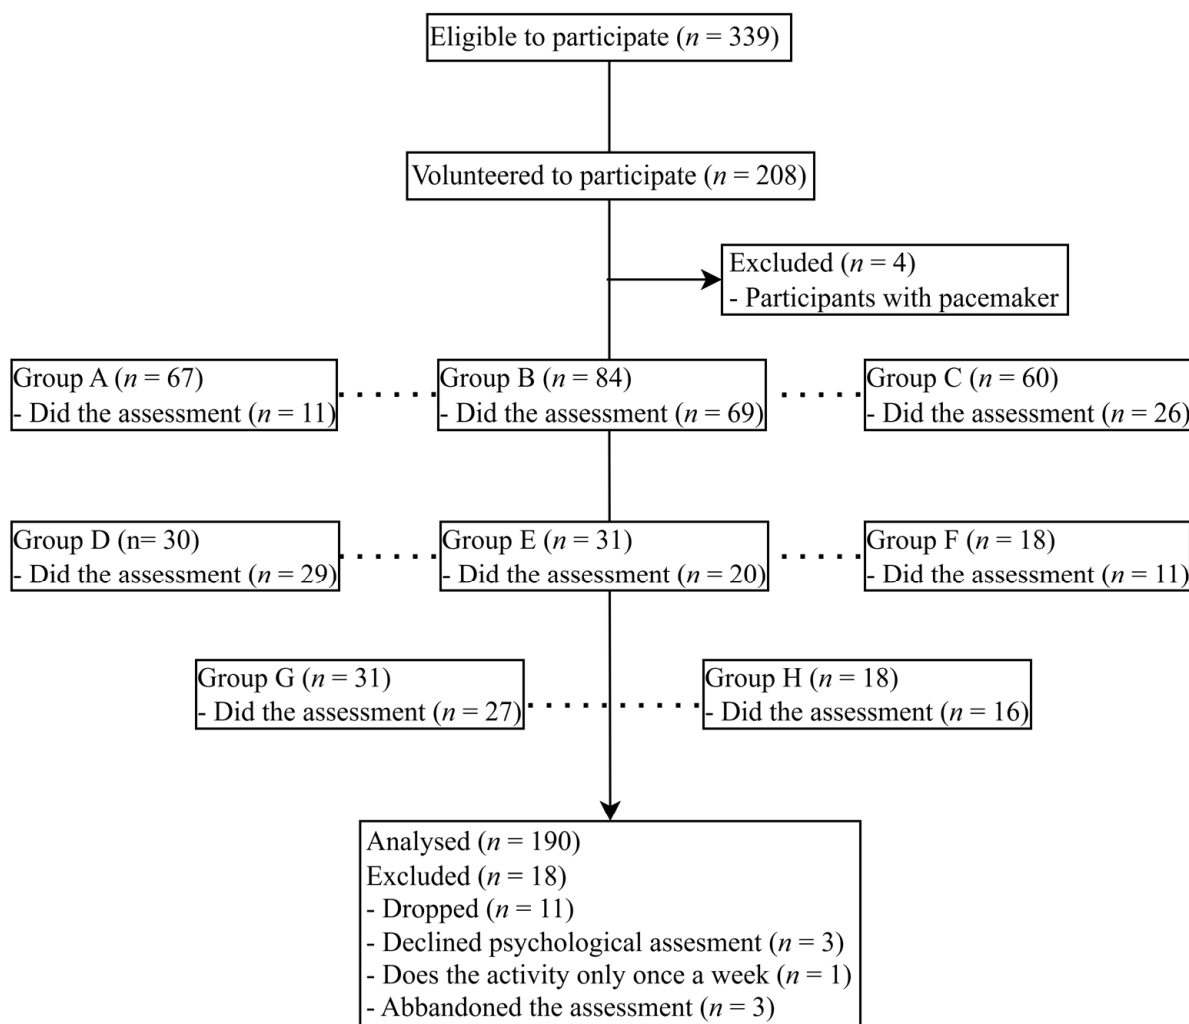 Eligible to participate (n = 339)
Volunteered to participate (n = 208)
Excluded (n = 4)
- Participants with pacemaker
Group A (n = 67)
- Did the assessment (n = 11)
Group B (n = 84)
- Did the assessment (n = 69)
Group C (n = 60)
- Did the assessment (n = 26)
Group D (n= 30)
- Did the assessment (n = 29)
Group E (n = 31)
- Did the assessment (n = 20)
Group F (n = 18)
- Did the assessment (n = 11)
Group G (n = 31)
- Did the assessment (n = 27)
Group H (n = 18)
- Did the assessment (n = 16)
Analysed (n = 190)
Excluded (n = 18)
- Dropped (n = 11)
- Declined psychological assesment (n = 3)
- Does the activity only once a week (n = 1)
- Abbandoned the assessment (n = 3)